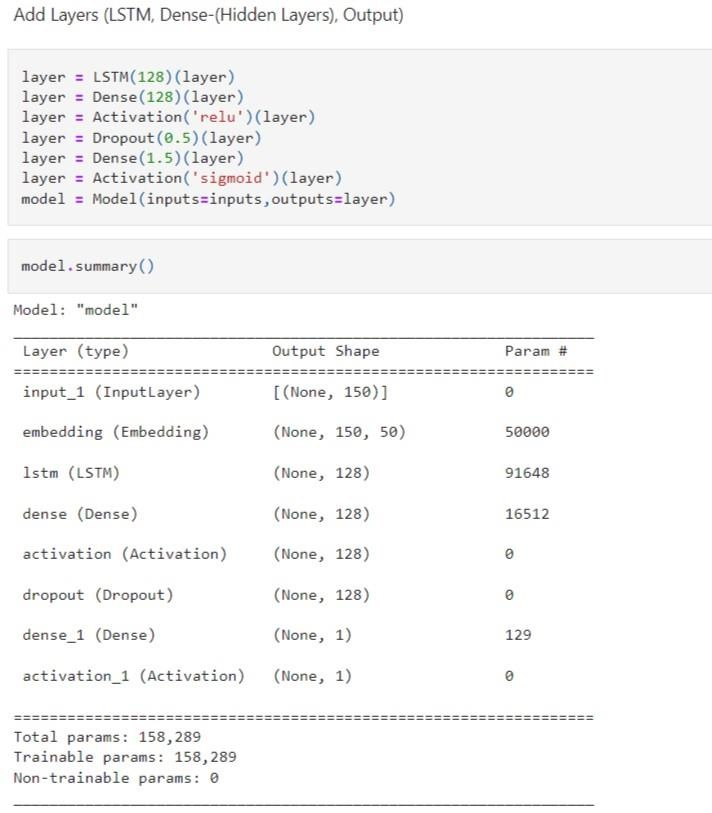 Add Layers (LSTM, Dense-(Hidden Layers), Output)
layer = LSTM(128)(layer)
layer = Dense(128)(layer)
layer = Activation('relu')(layer)
layer = Dropout(0.5)(layer)
layer = Dense(1.5)(layer)
layer = Activation('sigmoid')(layer)
model = Model(inputs=inputs,outputs=layer)
model.summary()
Model: "model"
Layer (type) Output Shape Param #
input_1 (InputLayer) [(None, 150)] 0
embedding (Embedding) (None, 150, 50) 50000
lstm (LSTM) (None, 128) 91648
dense (Dense) (None, 128) 16512
activation (Activation) (None, 128) 0
dropout (Dropout) (None, 128) 0
dense_1 (Dense) (None, 1) 129
activation_1 (Activation) (None, 1) 0
Total params: 158,289
Trainable params: 158,289
Non-trainable params: 0